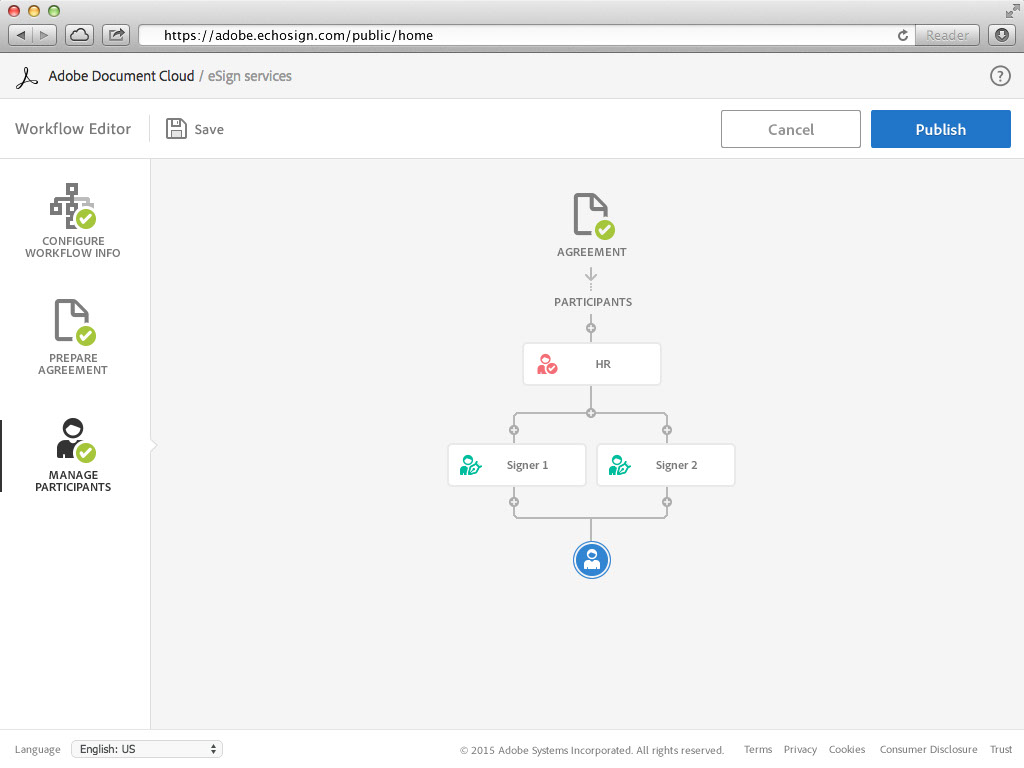 https://adobe.echosign.com/public/home
Reader
Adobe Document Cloud / eSign services
?
Workflow Editor
Save
Cancel
Publish
CONFIGURE
WORKFLOW INFO
PREPARE
AGREEMENT
MANAGE
PARTICIPANTS
AGREEMENT
PARTICIPANTS
HR
Signer 1
Signer 2
Language
English: US
© 2015 Adobe Systems Incorporated. All rights reserved.
Terms
Privacy
Cookies
Consumer Disclosure
Trust